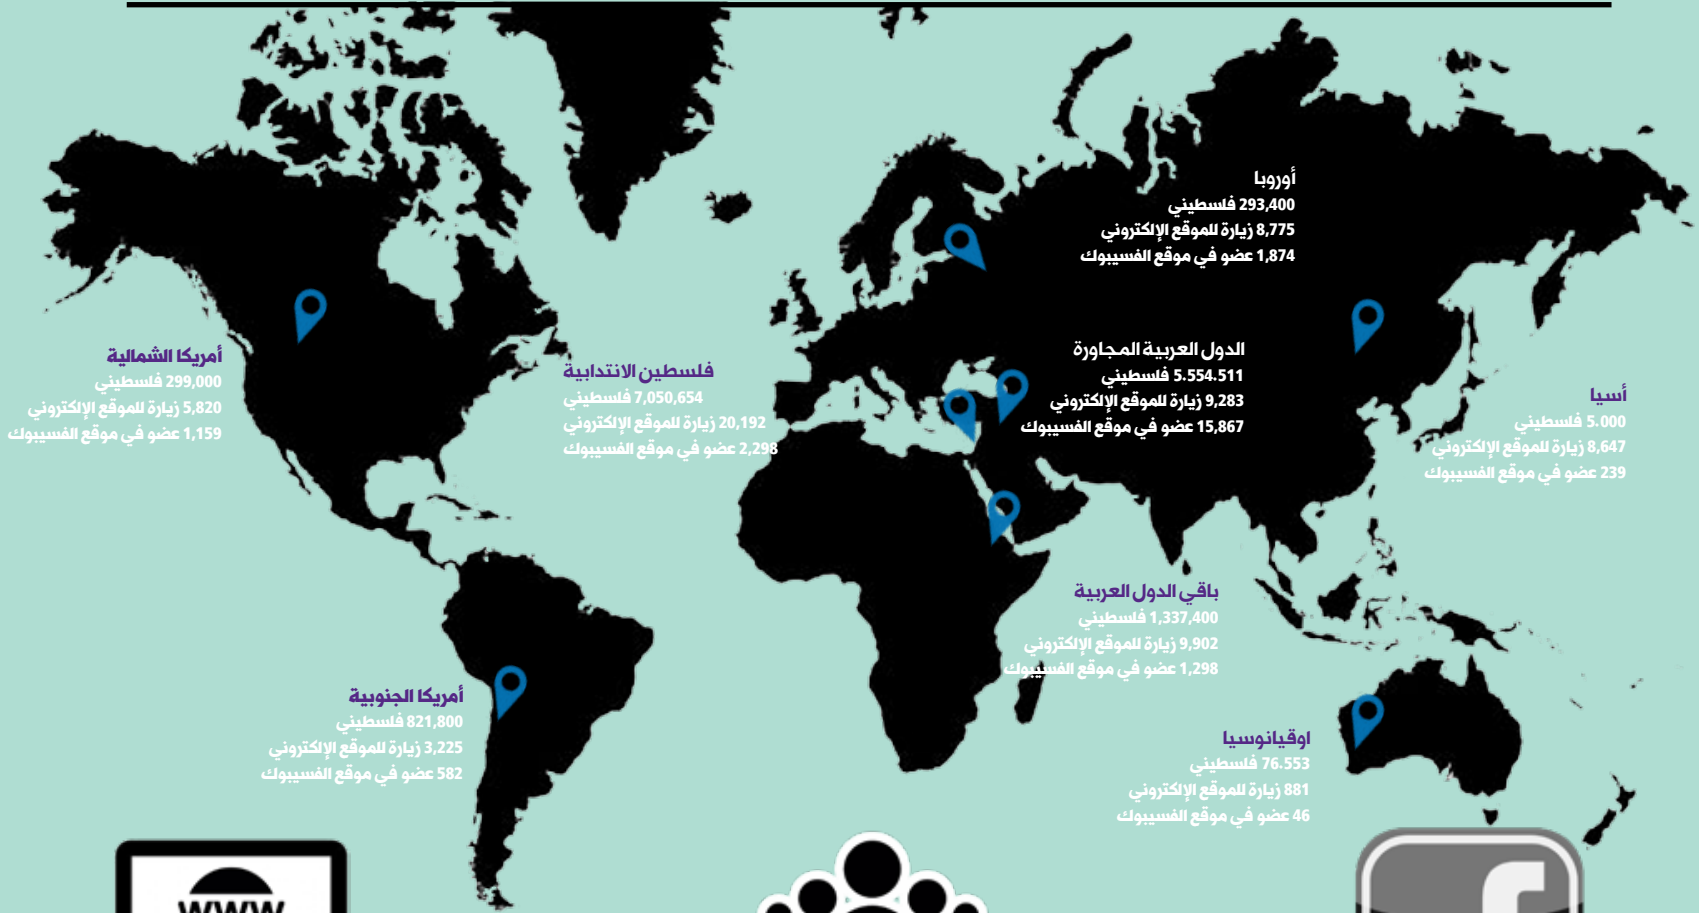 أوروبا
293,400 فلسطيني
8,775 زيارة للموقع الإلكتروني
1,874 عضو في موقع الفسيبوك
الدول العربية المجاورة
5.554.511 فلسطيني
9,283 زيارة للموقع الإلكتروني
15,867 عضو في موقع الفسيبوك
أسيا
5.000 فلسطيني
8,647 زيارة للموقع الإلكتروني
239 عضو في موقع الفسيبوك
فلسطين الانتدابية
7,050,654 فلسطيني
20,192 زيارة للموقع الإلكتروني
2,298 عضو في موقع الفسيبوك
أمريكا الشمالية
299,000 فلسطيني
5,820 زيارة للموقع الإلكتروني
1,159 عضو في موقع الفسيبوك
باقي الدول العربية
1,337,400 فلسطيني
9,902 زيارة للموقع الإلكتروني
1,298 عضو في موقع الفسيبوك
أمريكا الجنوبية
821,800 فلسطيني
3,225 زيارة للموقع الإلكتروني
582 عضو في موقع الفسيبوك
اوقيانوسيا
76.553 فلسطيني
881 زيارة للموقع الإلكتروني
46 عضو في موقع الفسيبوك
www
f